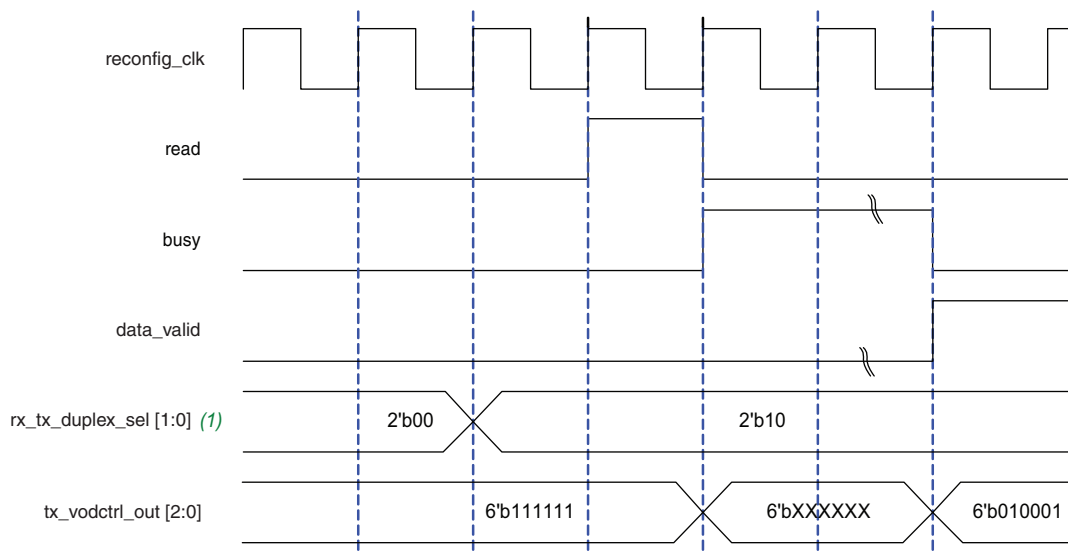 reconfig_clk
read
busy
data_valid
rx_tx_duplex_sel [1:0] (1) 2'b00 2'b10
tx_vodctrl_out [2:0] 6'b111111 6'bXXXXXX 6'b010001